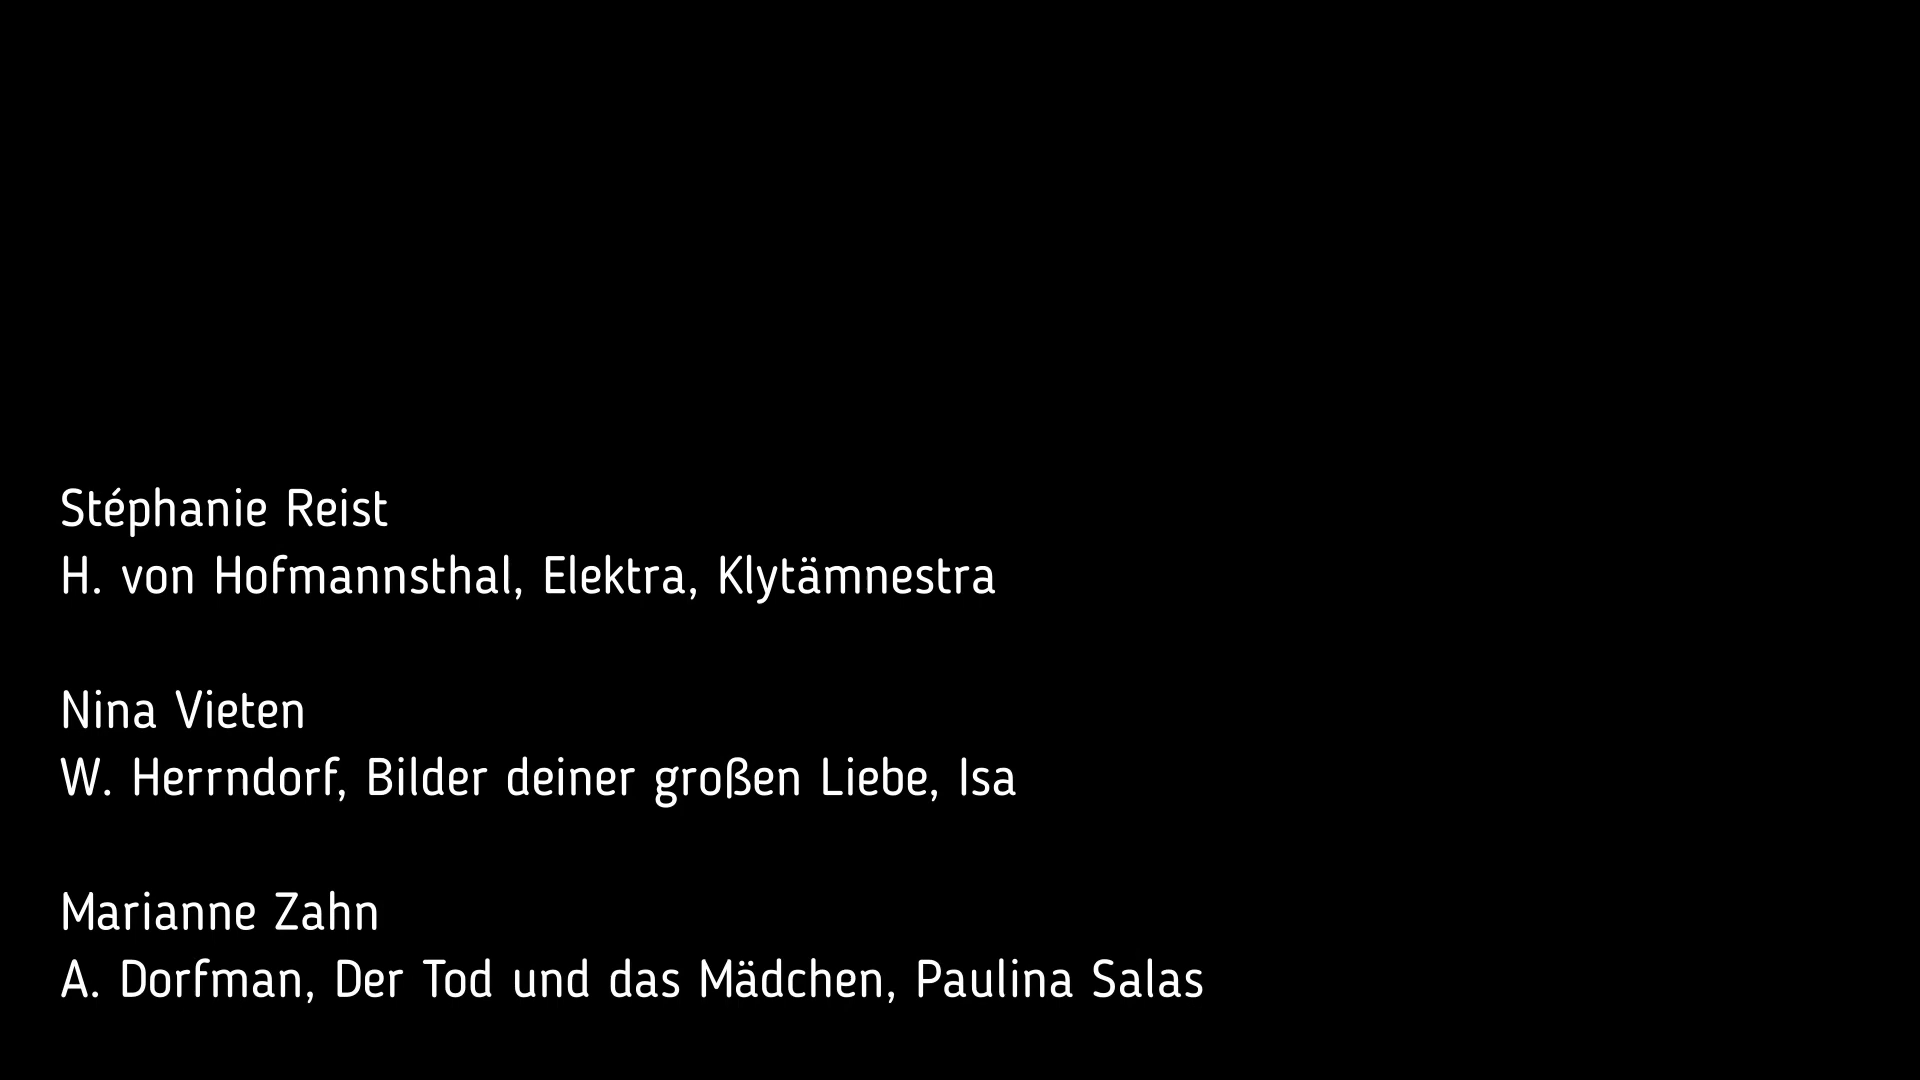 Stéphanie Reist
H. von Hofmannsthal, Elektra, Klytämnestra
Nina Vieten
W. Herrndorf, Bilder deiner großen Liebe, Isa
Marianne Zahn
A. Dorfman, Der Tod und das Mädchen, Paulina Salas